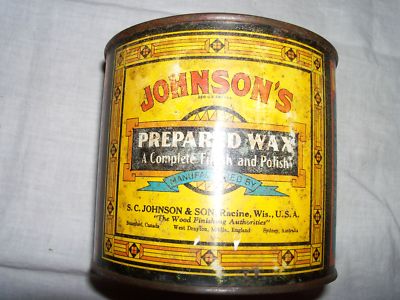 JOHNSON'S
PREPARED WAX
A Complete Finish and Polish
MANUFACTURED BY
S. C. JOHNSON & SON, Racine, Wis., U.S.A.
"The Wood Finishing Authorities"
Brantford, Canada West Drayton, Middx., England Sydney, Australia